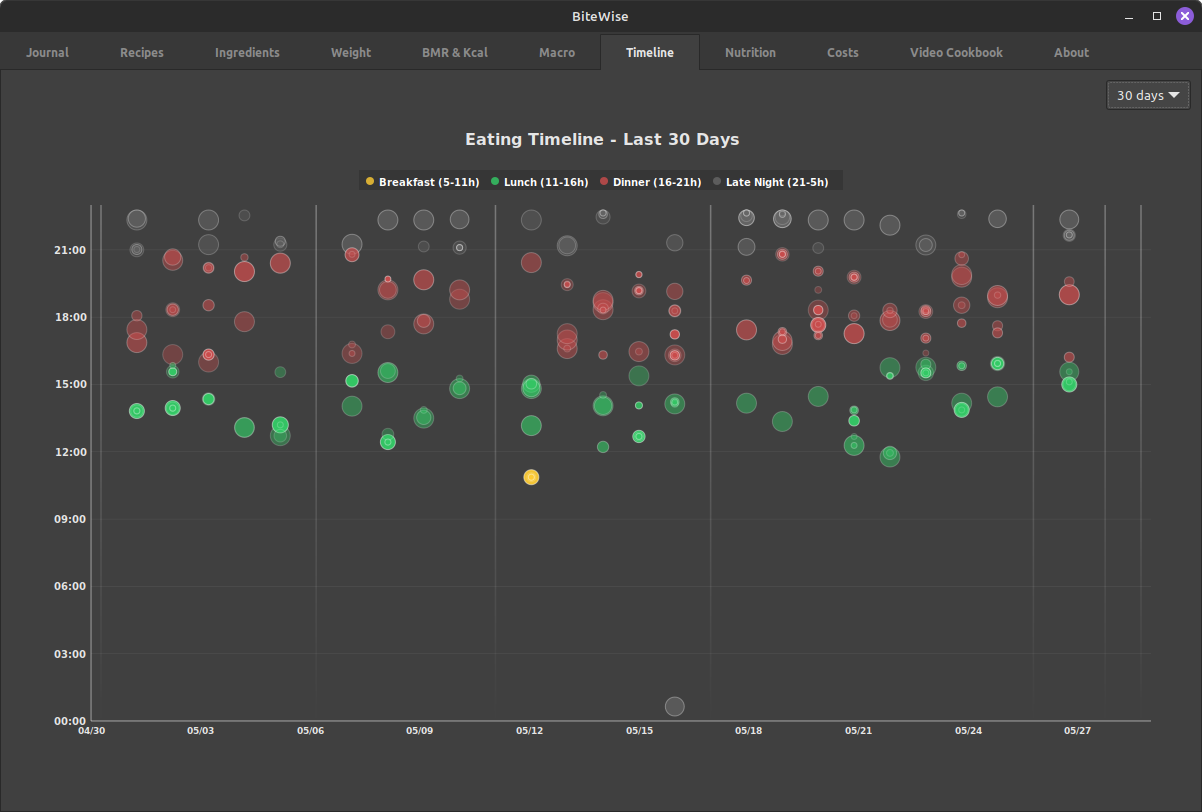 BiteWise
Journal Recipes Ingredients Weight BMR & Kcal Macro Timeline Nutrition Costs Video Cookbook About
30 days
Eating Timeline - Last 30 Days
Breakfast (5-11h) Lunch (11-16h) Dinner (16-21h) Late Night (21-5h)
21:00
18:00
15:00
12:00
09:00
06:00
03:00
00:00
04/30 05/03 05/06 05/09 05/12 05/15 05/18 05/21 05/24 05/27